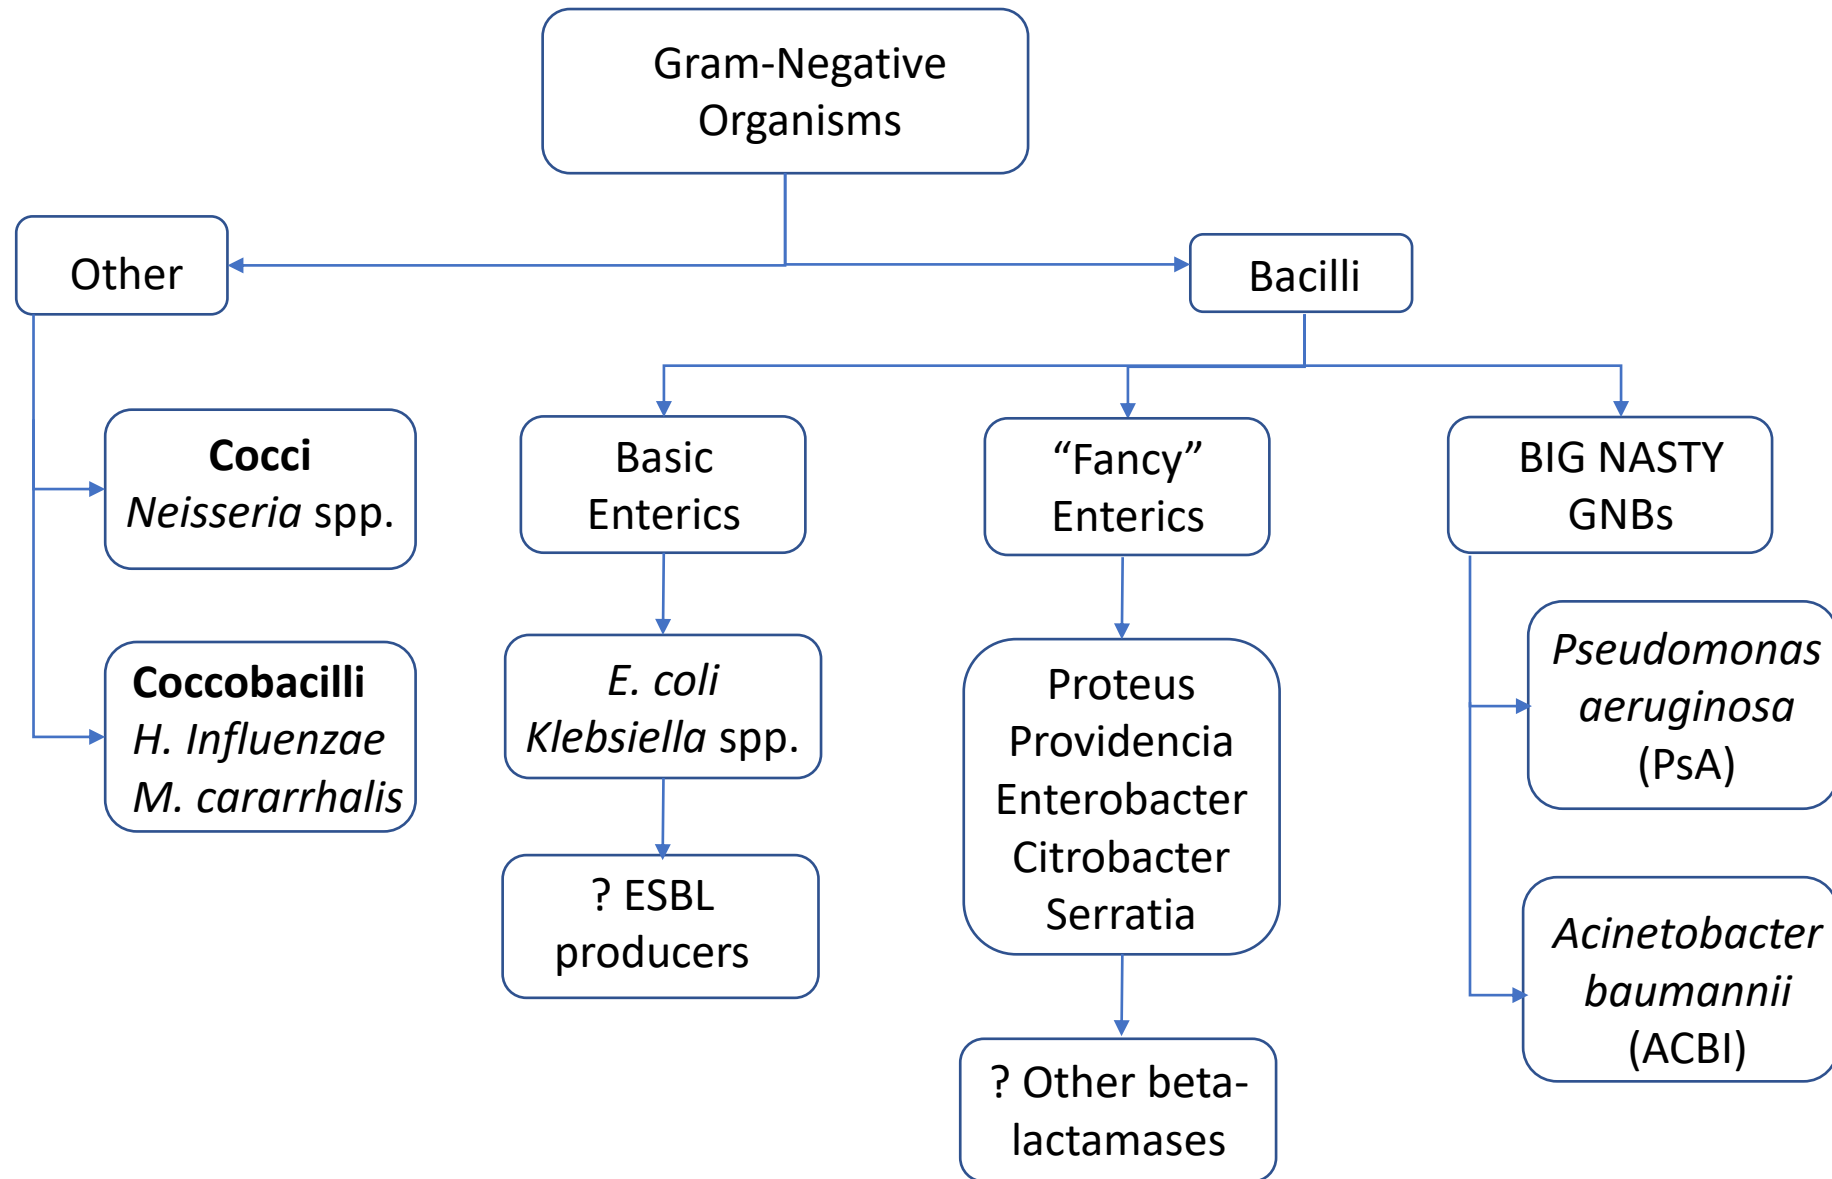 Gram-Negative
Organisms
Other
Bacilli
Cocci
Neisseria spp.
Coccobacilli
H. Influenzae
M. cararrhalis
Basic
Enterics
E. coli
Klebsiella spp.
? ESBL
producers
“Fancy”
Enterics
Proteus
Providencia
Enterobacter
Citrobacter
Serratia
? Other beta-
lactamases
BIG NASTY
GNBs
Pseudomonas
aeruginosa
(PsA)
Acinetobacter
baumannii
(ACBI)